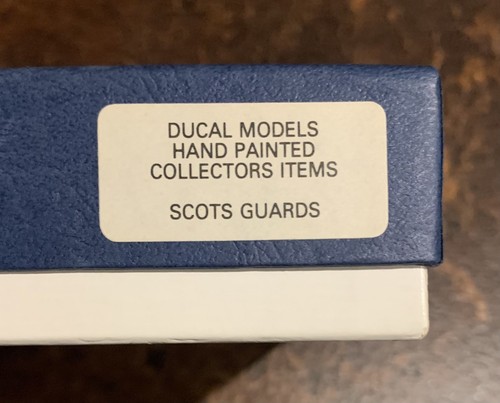 DUCAL MODELS
HAND PAINTED
COLLECTORS ITEMS
SCOTS GUARDS